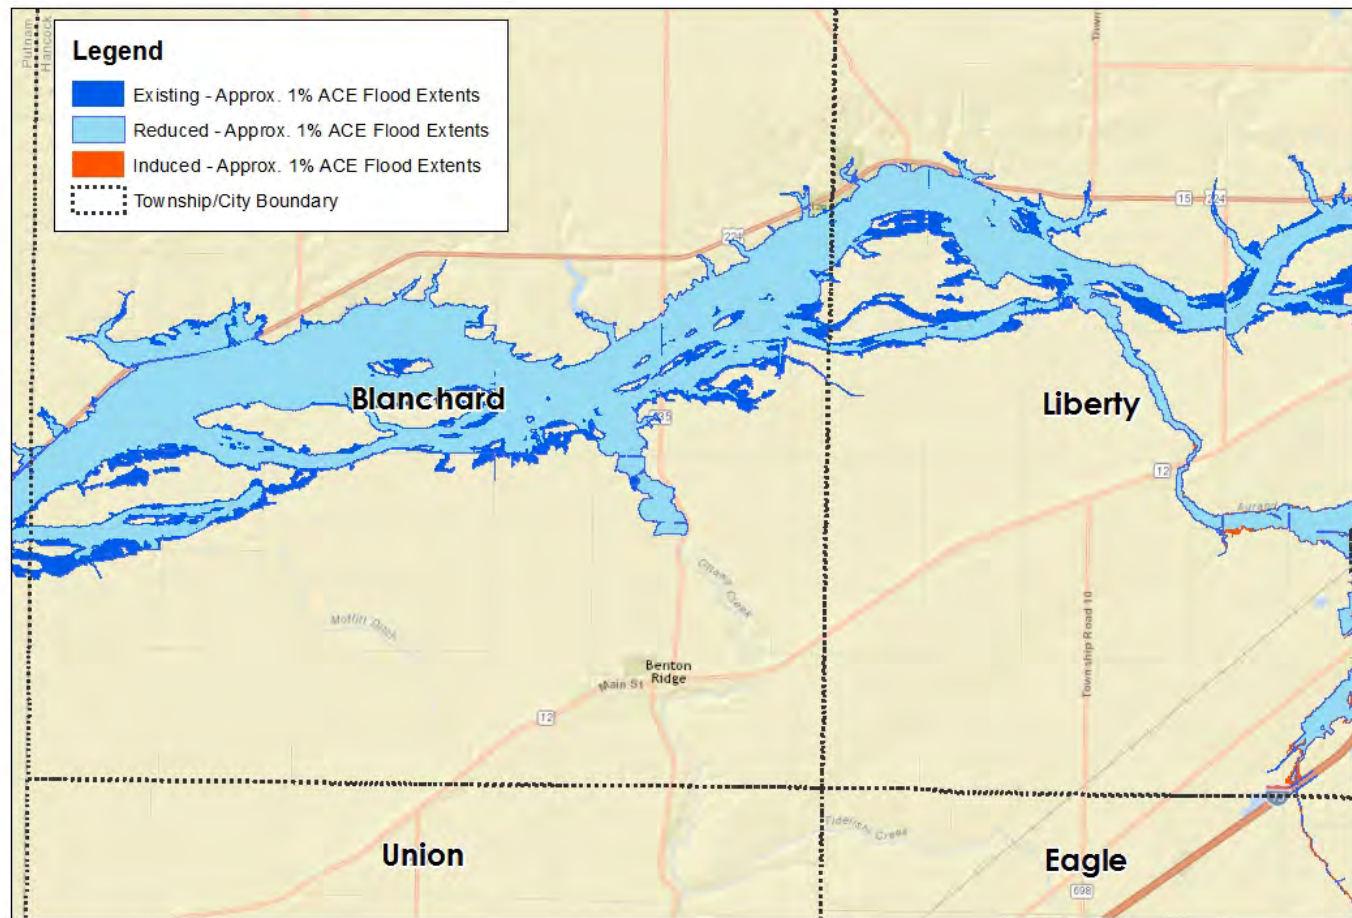 Putnam
Hancock
Legend
Existing - Approx. 1% ACE Flood Extents
Reduced - Approx. 1% ACE Flood Extents
Induced - Approx. 1% ACE Flood Extents
Township/City Boundary
Town
15
224
224
Blanchard
Liberty
235
12
Aurand
Ottawa
Creek
Moffitt Ditch
Township Road 10
Benton
Ridge
Main St
12
Union
Tiderishi Creek
Eagle
698